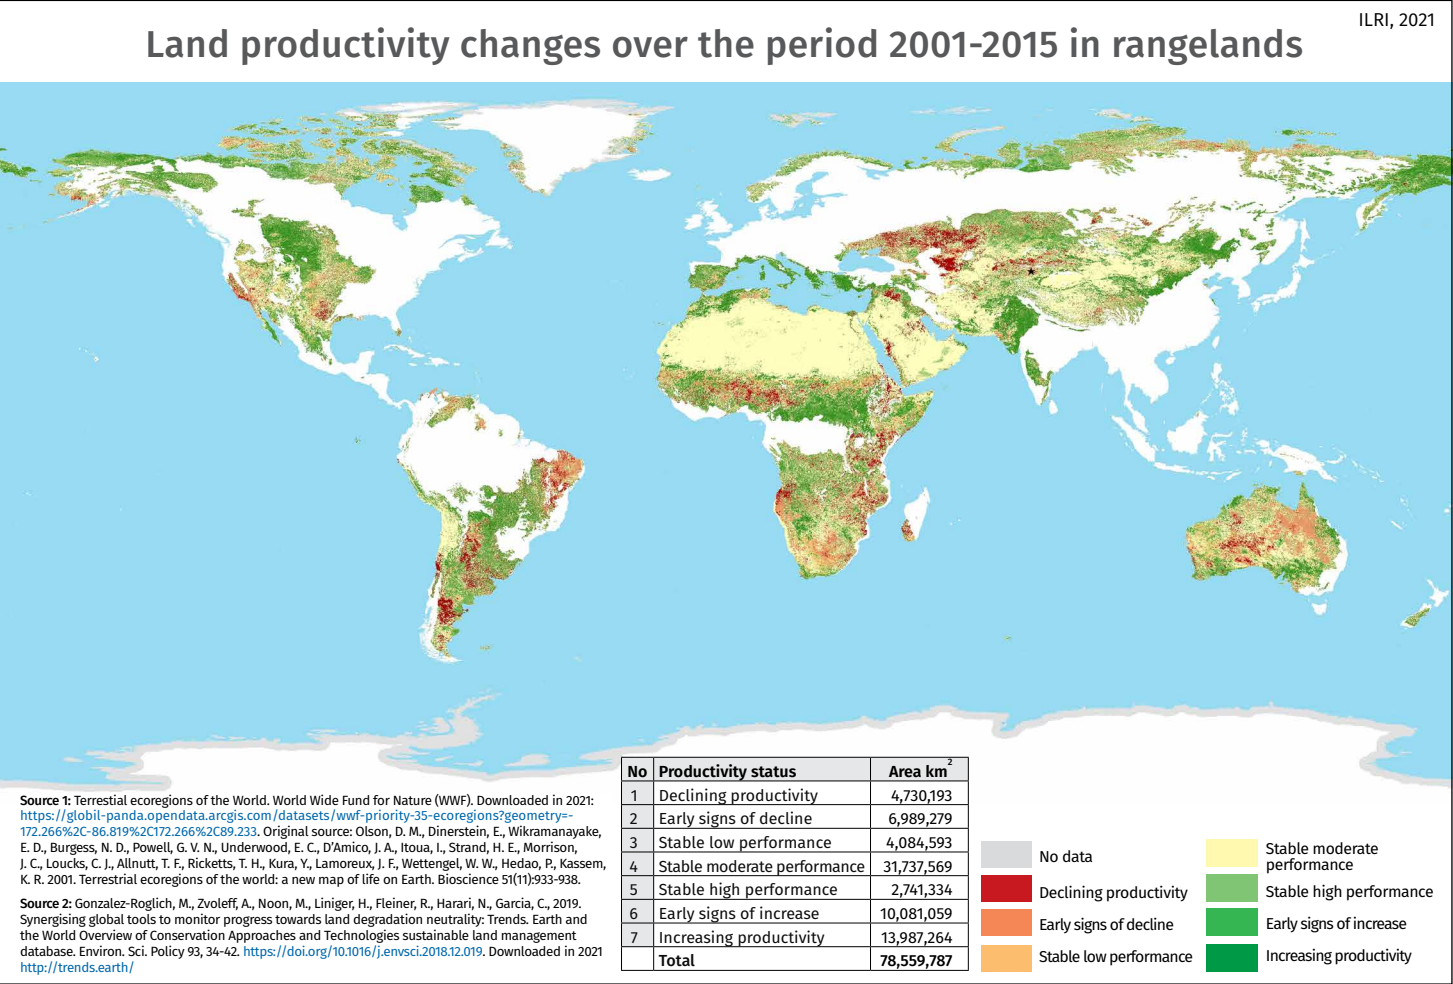 ILRI, 2021
Land productivity changes over the period 2001-2015 in rangelands
Source 1: Terrestial ecoregions of the World. World Wide Fund for Nature (WWF). Downloaded in 2021:
https://globil-panda.opendata.arcgis.com/datasets/wwf-priority-35-ecoregions?geometry=-
172.266%2C-86.819%2C172.266%2C89.233. Original source: Olson, D. M., Dinerstein, E., Wikramanayake,
E. D., Burgess, N. D., Powell, G. V. N., Underwood, E. C., D'Amico, J. A., Itoua, I., Strand, H. E., Morrison,
J. C., Loucks, C. J., Allnutt, T. F., Ricketts, T. H., Kura, Y., Lamoreux, J. F., Wettengel, W. W., Hedao, P., Kassem,
K. R. 2001. Terrestial ecoregions of the world: a new map of life on Earth. Bioscience 51(11):933-938.
Source 2: Gonzalez-Roglich, M., Zvoleff, A., Noon, M., Liniger, H., Fleiner, R., Harari, N., Garcia, C., 2019.
Synergising global tools to monitor progress towards land degradation neutrality: Trends. Earth and
the World Overview of Conservation Approaches and Technologies sustainable land management
database. Environ. Sci. Policy 93, 34-42. https://doi.org/10.1016/j.envsci.2018.12.019. Downloaded in 2021
http://trends.earth/
No Productivity status Area km2
1 Declining productivity 4,730,193
2 Early signs of decline 6,989,279
3 Stable low performance 4,084,593
4 Stable moderate performance 31,737,569
5 Stable high performance 2,741,334
6 Early signs of increase 10,081,059
7 Increasing productivity 13,987,264
Total 78,559,787
No data
Declining productivity
Early signs of decline
Stable low performance
Stable moderate
performance
Stable high performance
Early signs of increase
Increasing productivity